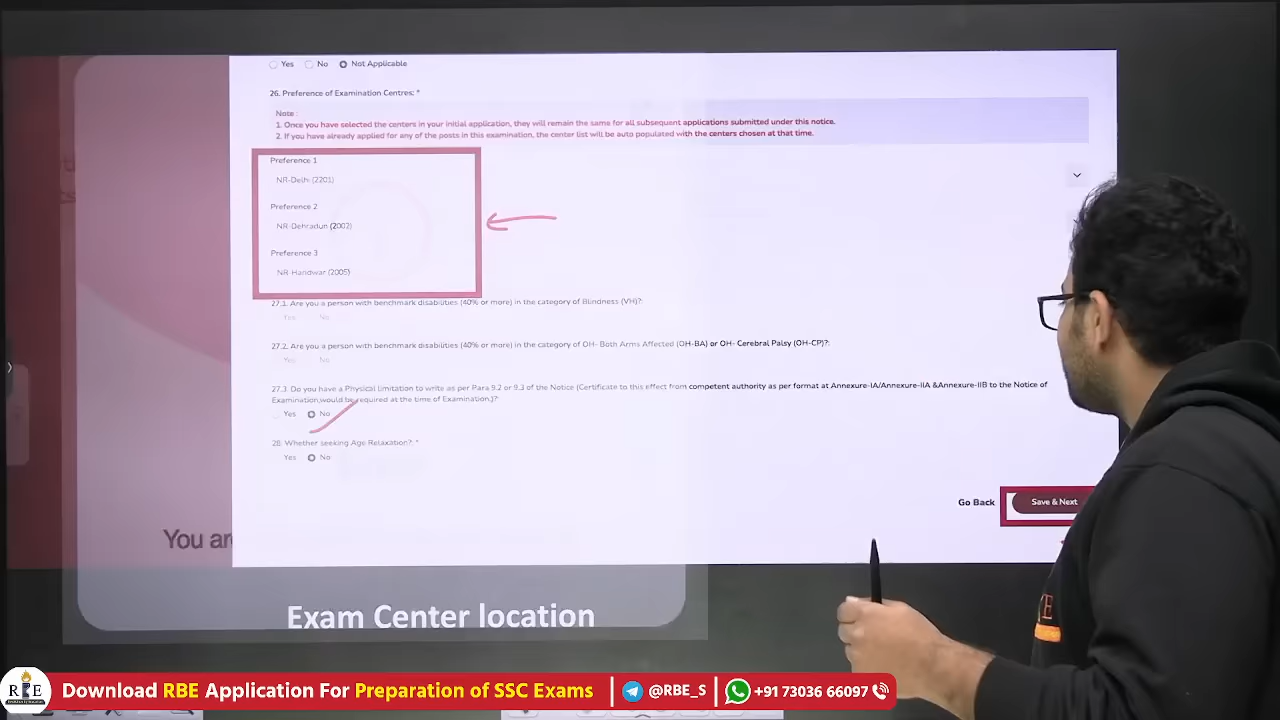 Yes No Not Applicable
26. Preference of Examination Centres: *
Note :
1. Once you have selected the centers in your initial application, they will remain the same for all subsequent applications submitted under this notice.
2. If you have already applied for any of the posts in this examination, the center list will be auto populated with the centers chosen at that time.
Preference 1
NR-Delhi (2201)
Preference 2
NR-Dehradun (2002)
Preference 3
NR-Haridwar (2005)
27.1. Are you a person with benchmark disabilities (40% or more) in the category of Blindness (VH)?:
Yes No
27.2. Are you a person with benchmark disabilities (40% or more) in the category of OH- Both Arms Affected (OH-BA) or OH- Cerebral Palsy (OH-CP)?:
Yes No
27.3. Do you have a Physical limitation to write as per Para 9.2 or 9.3 of the Notice (Certificate to this effect from competent authority as per format at Annexure-IA/Annexure-IIA &Annexure-IIB to the Notice of
Examination,would be required at the time of Examination.)?:
Yes No
28. Whether seeking Age Relaxation?: *
Yes No
Go Back Save & Next
You are
Exam Center location
RBE
Download RBE Application For Preparation of SSC Exams @RBE_S +91 73036 66097